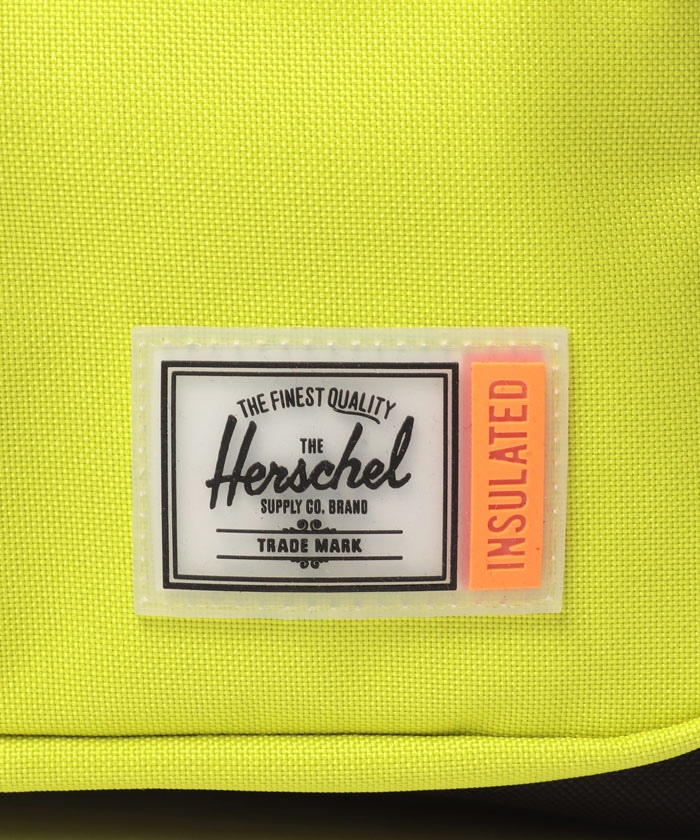 THE FINEST QUALITY
THE
Herschel
SUPPLY CO. BRAND
TRADE MARK
INSULATED